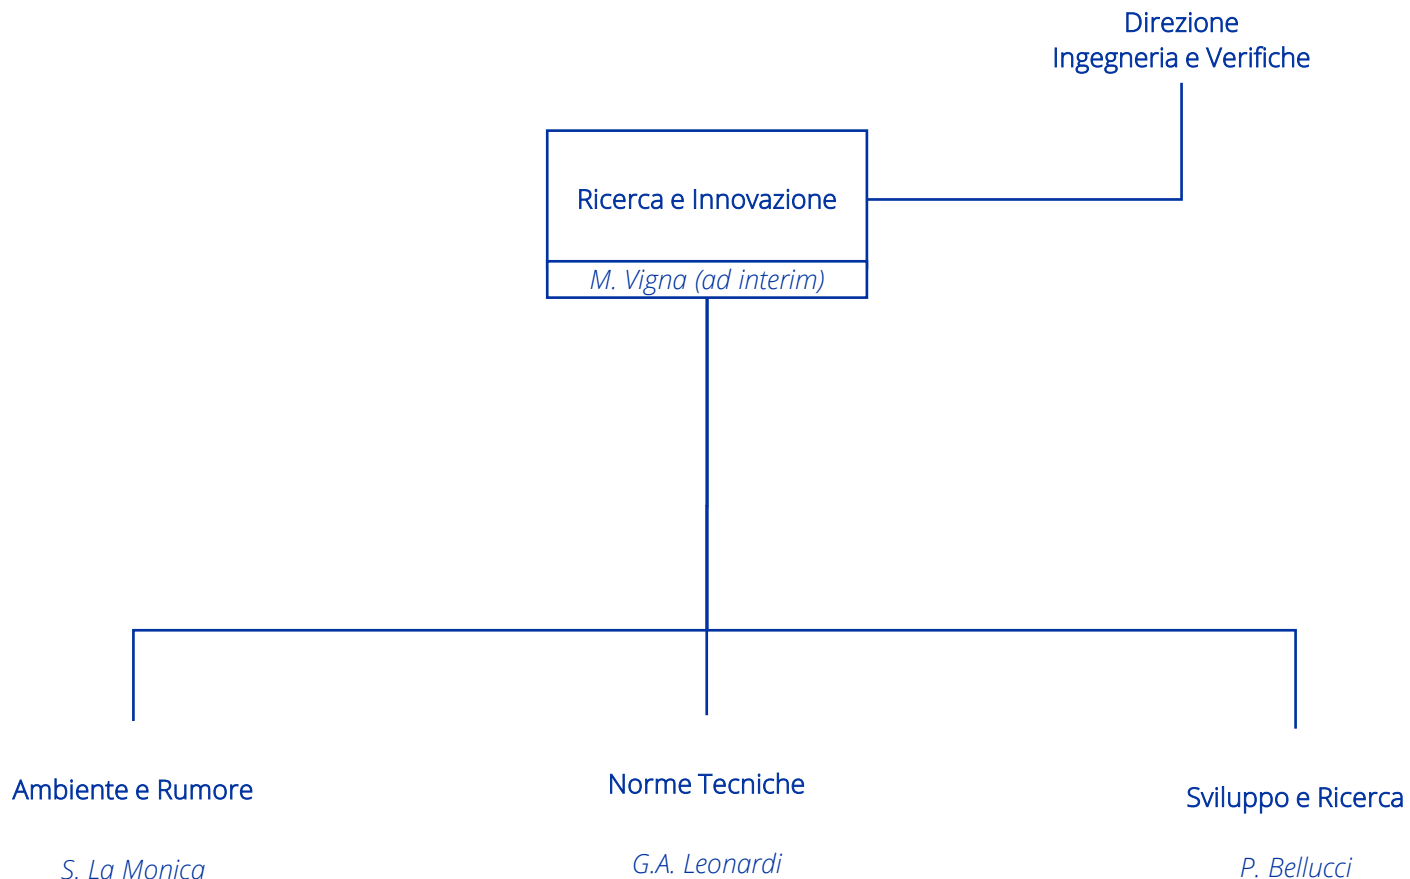 Direzione
Ingegneria e Verifiche
Ricerca e Innovazione
M. Vigna (ad interim)
Ambiente e Rumore
S. La Monica
Norme Tecniche
G.A. Leonardi
Sviluppo e Ricerca
P. Bellucci